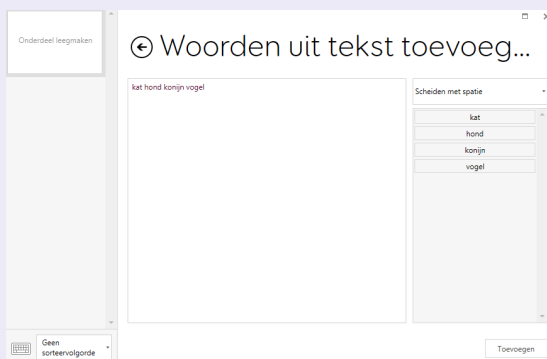 Onderdeel leegmaken
Woorden uit tekst toevoeg...
kat hond konijn vogel
Scheiden met spatie
kat
hond
konijn
vogel
Geen
sorteervolgorde
Toevoegen